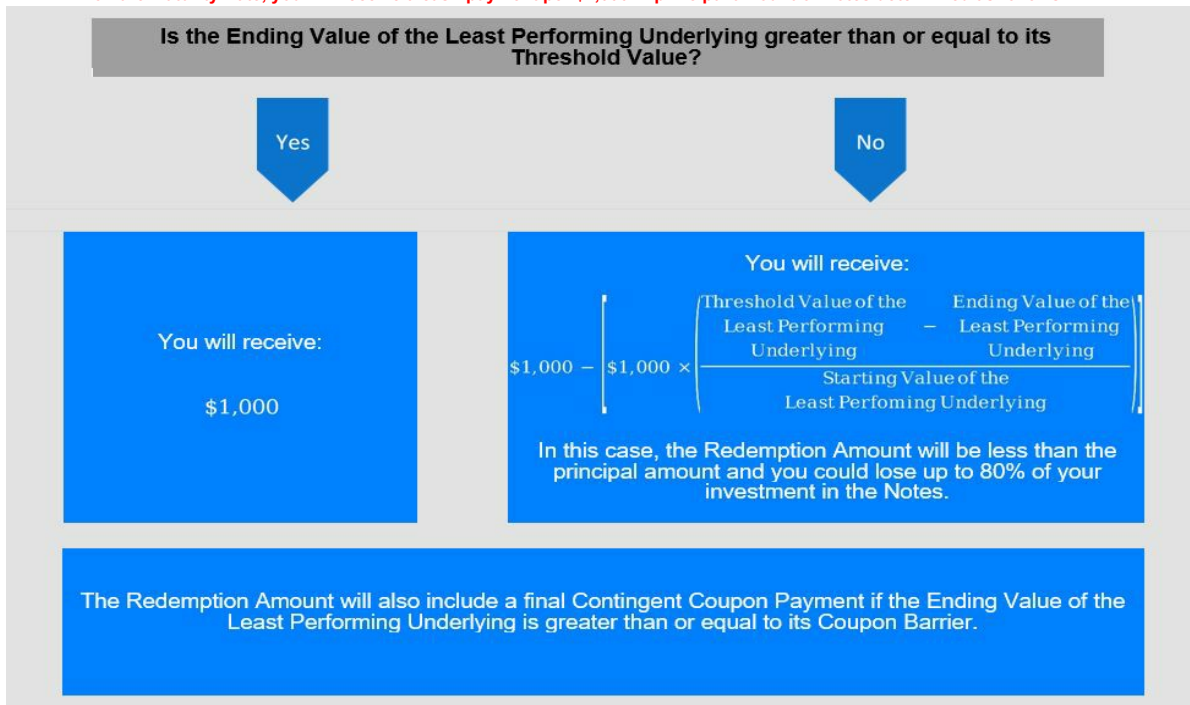 Is the Ending Value of the Least Performing Underlying greater than or equal to its
Threshold Value?
Yes
No
You will receive:
$1,000
You will receive:
Threshold Value of the Ending Value of the
Least Performing − Least Performing
Underlying Underlying
$1,000 − [$1,000 × ( )]
Starting Value of the
Least Perfoming Underlying
In this case, the Redemption Amount will be less than the
principal amount and you could lose up to 80% of your
investment in the Notes.
The Redemption Amount will also include a final Contingent Coupon Payment if the Ending Value of the
Least Performing Underlying is greater than or equal to its Coupon Barrier.